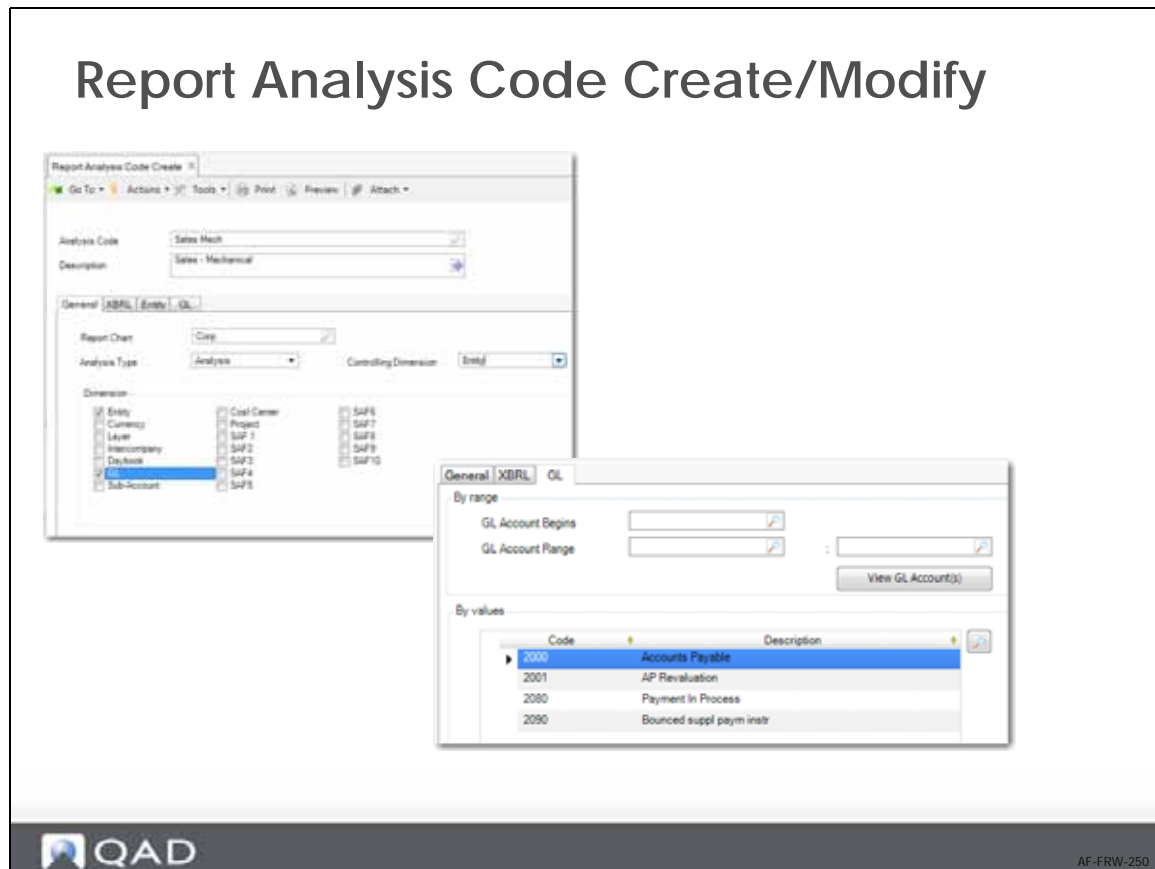 Report Analysis Code Create/Modify
Report Analysis Code Create
Go To Actions Tools Print Preview Attach
Analysis Code Sales Mech
Description Sales - Mechanical
General XBRL Entity GL
Report Chart Corp
Analysis Type Analysis Controlling Dimension Entity
Dimension
Entity Cost Center SAF6
Currency Project SAF7
Layer SAF 1 SAF8
Intercompany SAF2 SAF9
Daybook SAF3 SAF10
GL SAF4
Sub-Account SAF5
General XBRL GL
By range
GL Account Begins
GL Account Range :
View GL Account(s)
By values
Code Description
2000 Accounts Payable
2001 AP Revaluation
2080 Payment In Process
2090 Bounced suppl paym instr
QAD
AF-FRW-250